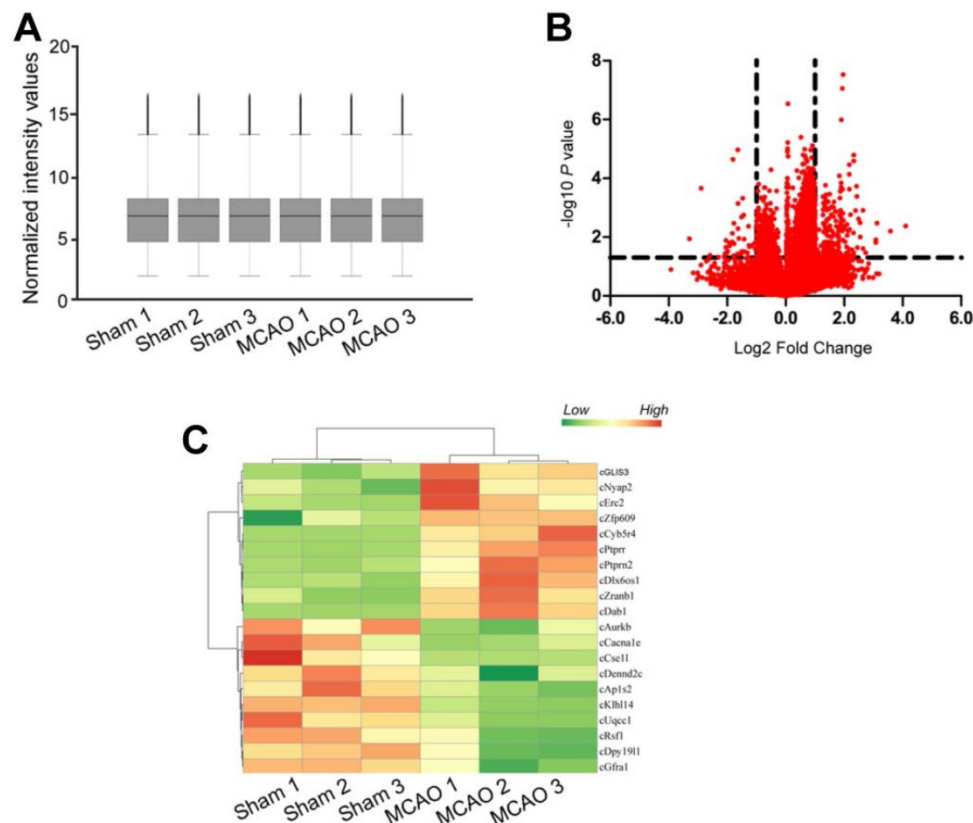 A
Normalized intensity values
20
15
10
5
0
Sham 1
Sham 2
Sham 3
MCAO 1
MCAO 2
MCAO 3
B
-log10 P value
8
6
4
2
0
-6.0
-4.0
-2.0
0.0
2.0
4.0
6.0
Log2 Fold Change
C
Low
High
cGLIS3
cNyap2
cErc2
cZfp609
cCyb5r4
cPtprr
cPtprn2
cDlx6os1
cZranb1
cDab1
cAurkb
cCacna1e
cCse1l
cDennd2c
cAp1s2
cKlhl14
cUqcc1
cRsf1
cDpy19l1
cGfra1
Sham 1
Sham 2
Sham 3
MCAO 1
MCAO 2
MCAO 3